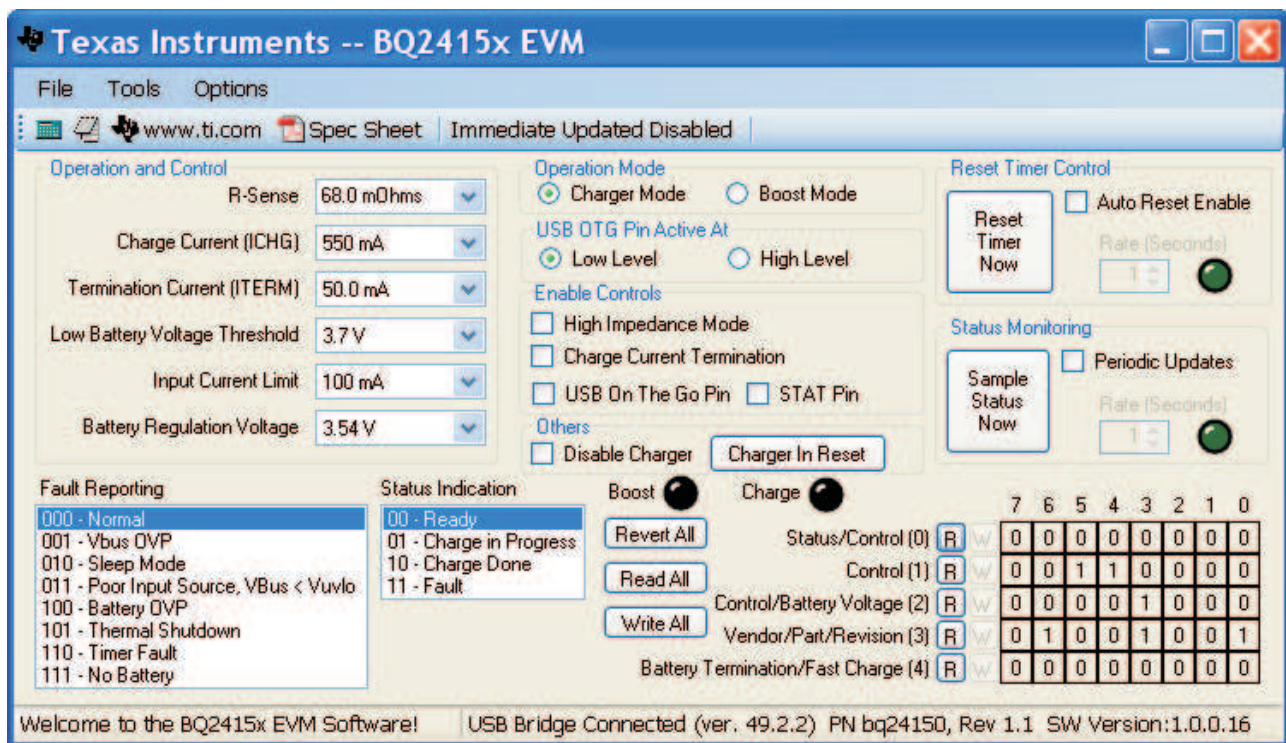 Texas Instruments -- BQ2415x EVM
File Tools Options
www.ti.com Spec Sheet Immediate Updated Disabled
Operation and Control
R-Sense 68.0 mOhms
Charge Current (ICHG) 550 mA
Termination Current (ITERM) 50.0 mA
Low Battery Voltage Threshold 3.7 V
Input Current Limit 100 mA
Battery Regulation Voltage 3.54 V
Operation Mode
Charger Mode Boost Mode
USB OTG Pin Active At
Low Level High Level
Enable Controls
High Impedance Mode
Charge Current Termination
USB On The Go Pin STAT Pin
Others
Disable Charger Charger In Reset
Reset Timer Control
Reset Timer Now
Auto Reset Enable
Rate (Seconds)
1
Status Monitoring
Sample Status Now
Periodic Updates
Rate (Seconds)
1
Fault Reporting
000 - Normal
001 - Vbus OVP
010 - Sleep Mode
011 - Poor Input Source, VBus < Vuvlo
100 - Battery OVP
101 - Thermal Shutdown
110 - Timer Fault
111 - No Battery
Status Indication
00 - Ready
01 - Charge in Progress
10 - Charge Done
11 - Fault
Boost Charge
Revert All
Read All
Write All
7 6 5 4 3 2 1 0
Status/Control (0) R W 0 0 0 0 0 0 0 0
Control (1) R W 0 0 1 1 0 0 0 0
Control/Battery Voltage (2) R W 0 0 0 0 1 0 0 0
Vendor/Part/Revision (3) R W 0 1 0 0 1 0 0 1
Battery Termination/Fast Charge (4) R W 0 0 0 0 0 0 0 0
Welcome to the BQ2415x EVM Software! USB Bridge Connected (ver. 49.2.2) PN bq24150, Rev 1.1 SW Version:1.0.0.16